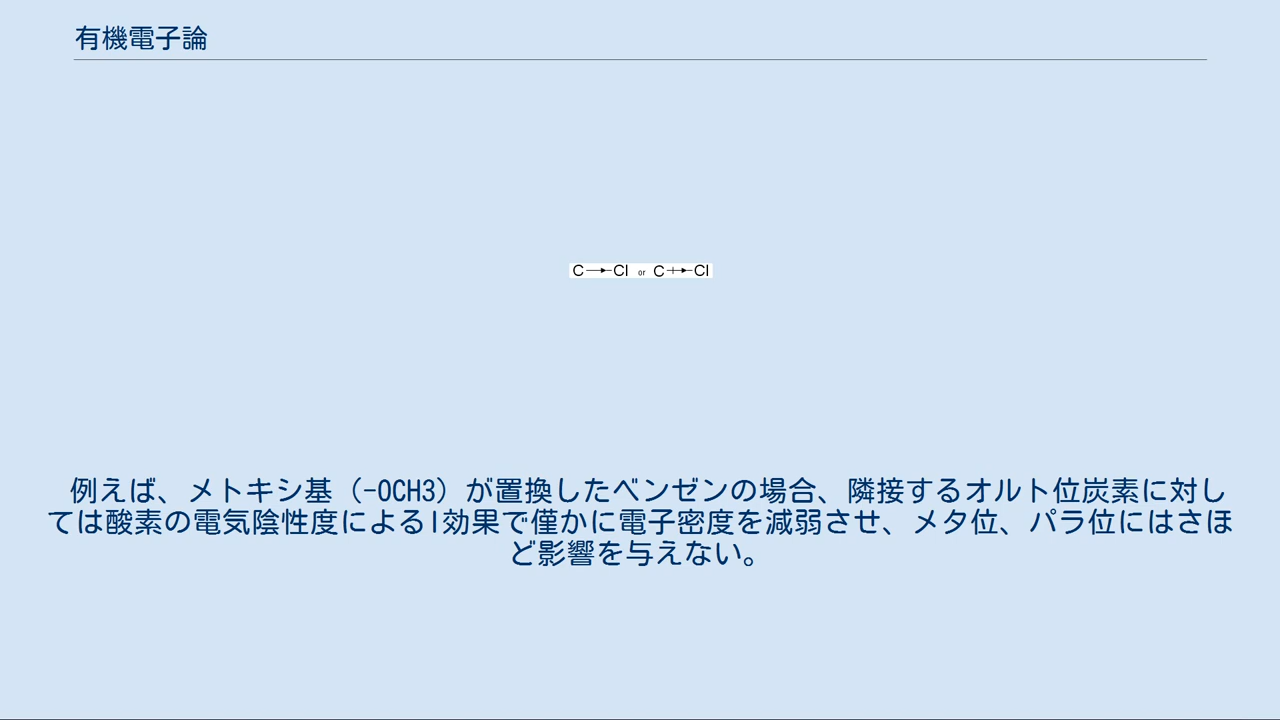 有機電子論
C→Cl or C+→Cl
例えば、メトキシ基（-OCH3）が置換したベンゼンの場合、隣接するオルト位炭素に対し
ては酸素の電気陰性度によるI効果で僅かに電子密度を減弱させ、メタ位、パラ位にはさほ
ど影響を与えない。